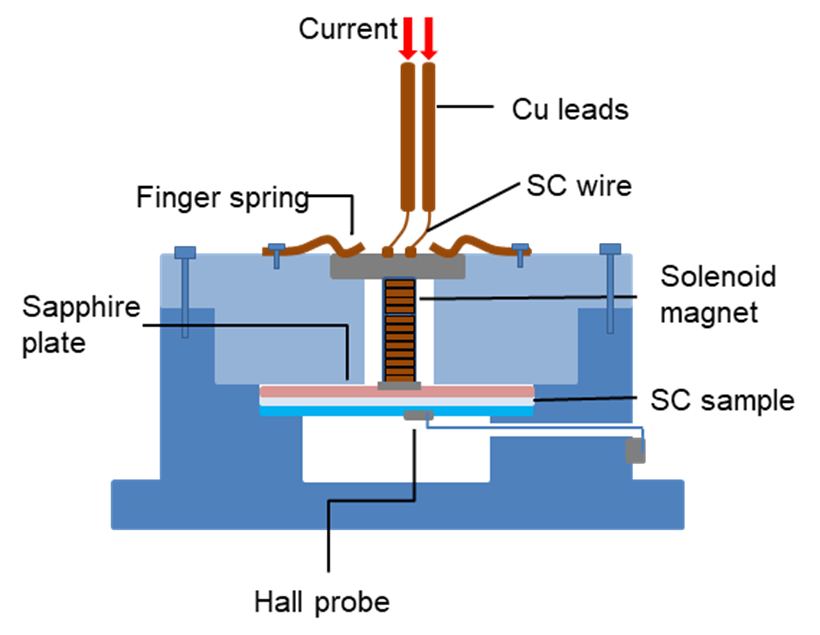 Current
Cu leads
SC wire
Finger spring
Solenoid
magnet
Sapphire
plate
SC sample
Hall probe